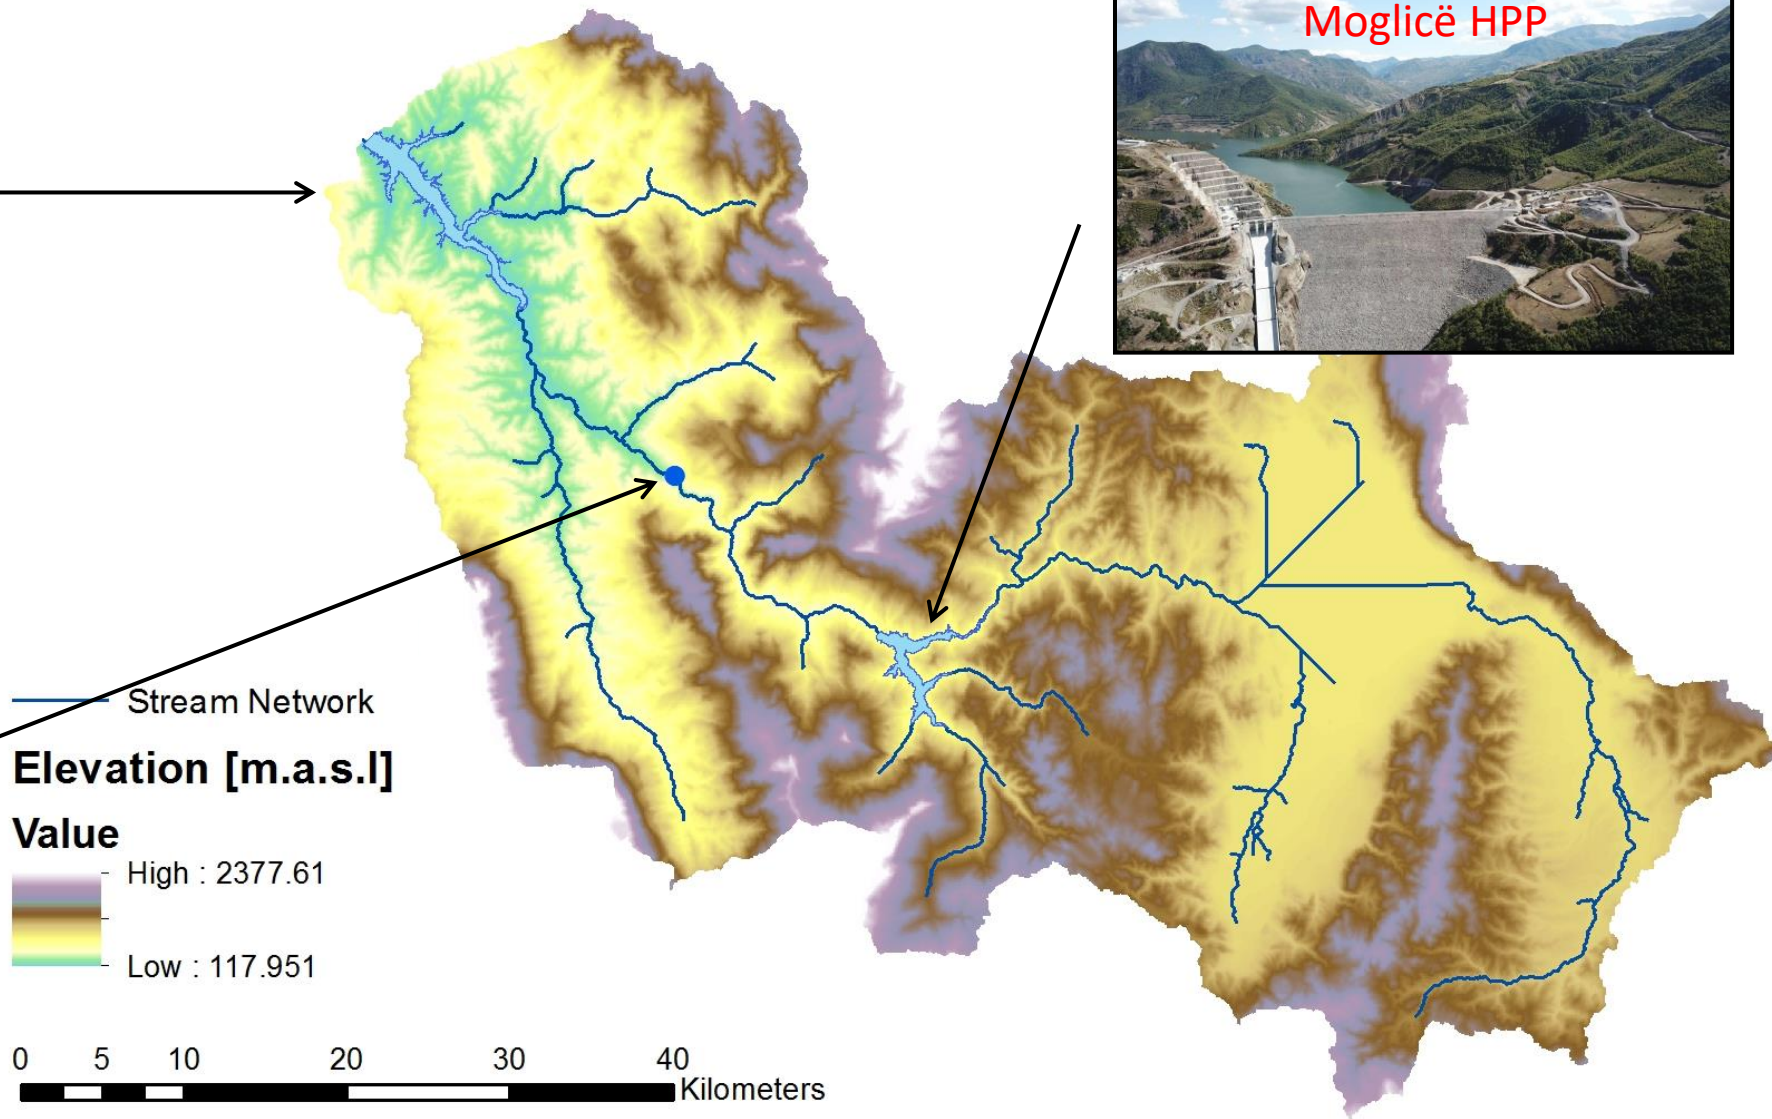 Moglicë HPP
Stream Network
Elevation [m.a.s.l]
Value
High : 2377.61
Low : 117.951
0 5 10 20 30 40
Kilometers